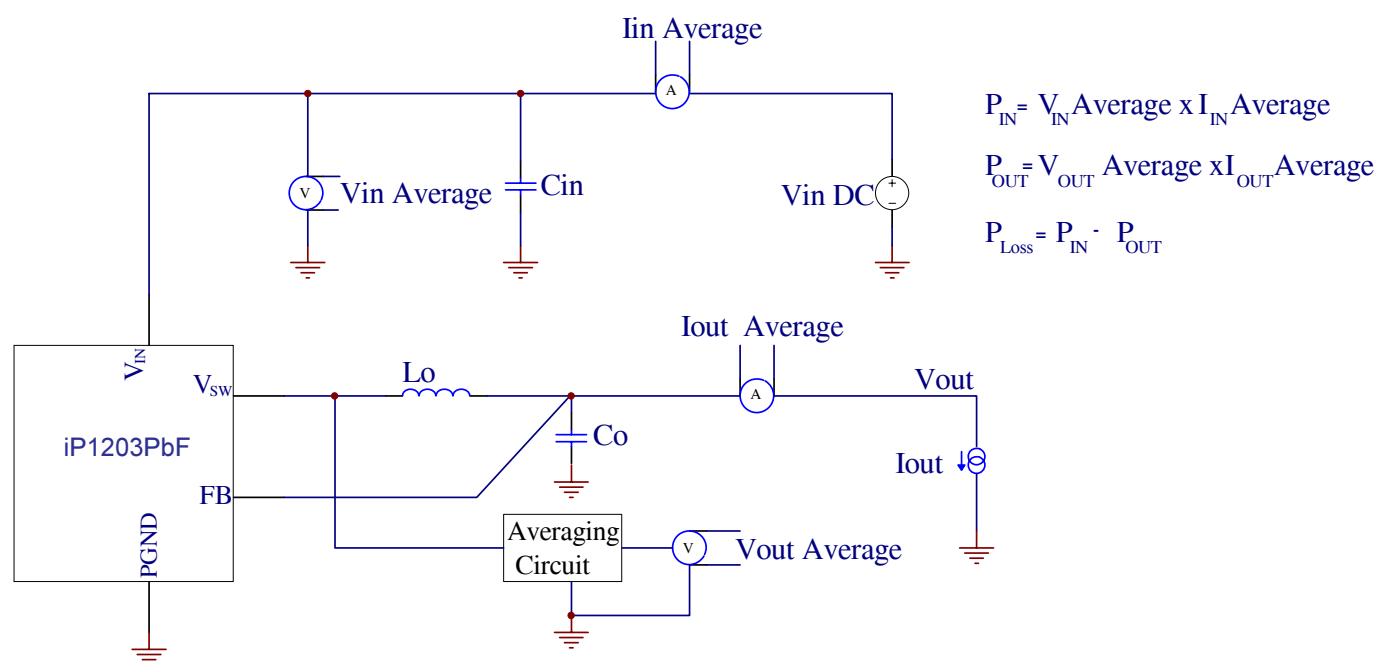 Iin Average
A
P_IN = V_IN Average x I_IN Average
P_OUT = V_OUT Average x I_OUT Average
P_Loss = P_IN - P_OUT
V
Vin Average
Cin
Vin DC
+
−
Iout Average
A
Vout
V_IN
V_SW
Lo
iP1203PbF
Co
Iout
FB
PGND
Averaging
Circuit
V
Vout Average